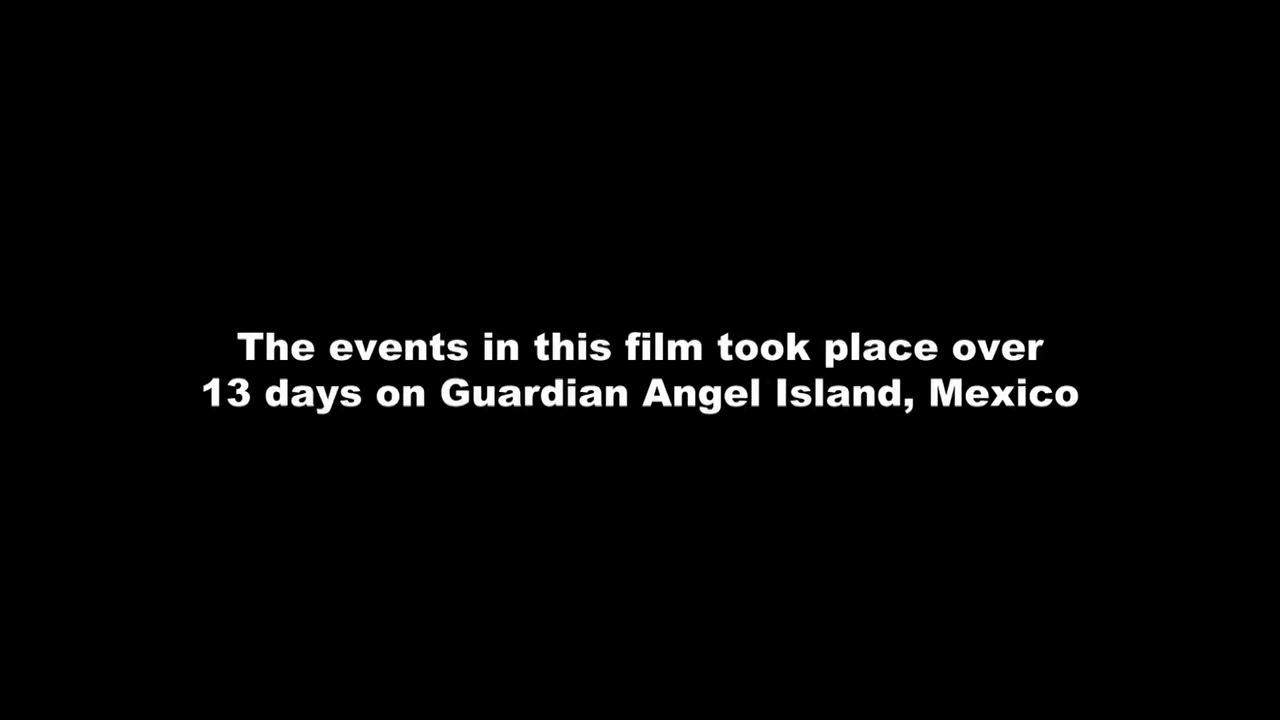 The events in this film took place over
13 days on Guardian Angel Island, Mexico